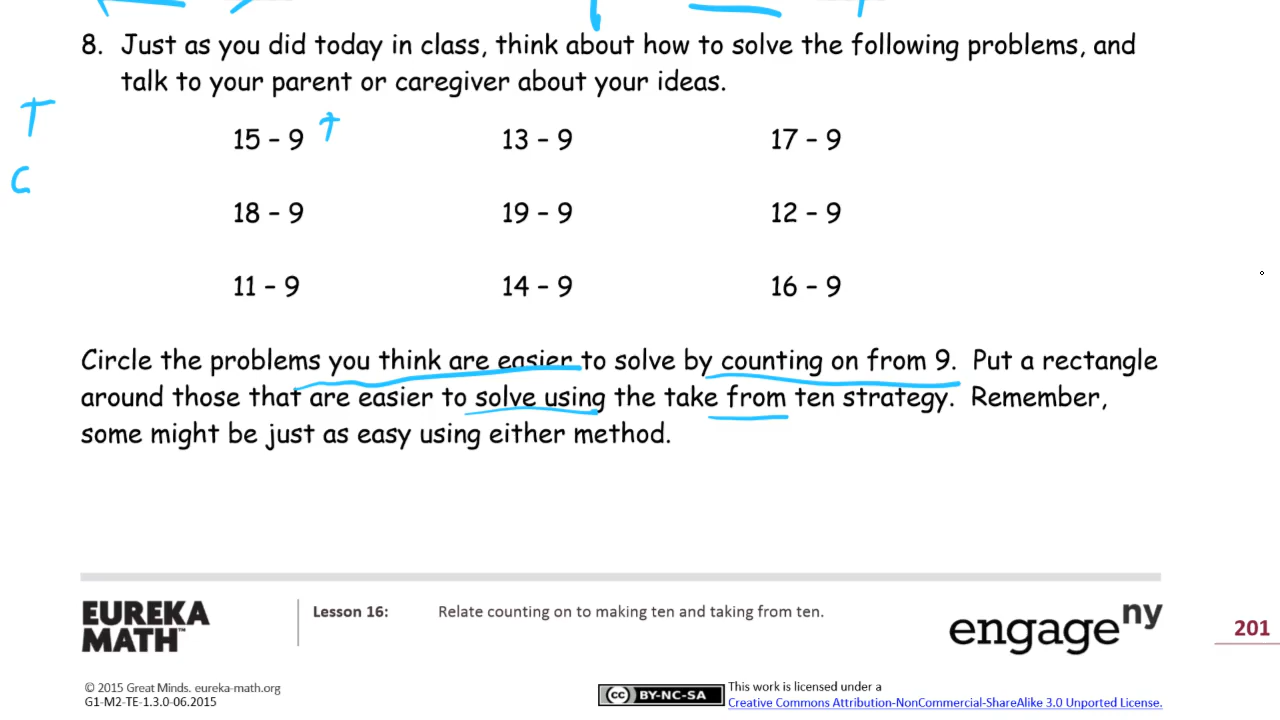 8. Just as you did today in class, think about how to solve the following problems, and
talk to your parent or caregiver about your ideas.
T
15 – 9 T 13 – 9 17 – 9
C
18 – 9 19 – 9 12 – 9
11 – 9 14 – 9 16 – 9
Circle the problems you think are easier to solve by counting on from 9. Put a rectangle
around those that are easier to solve using the take from ten strategy. Remember,
some might be just as easy using either method.
EUREKA
MATH™
Lesson 16: Relate counting on to making ten and taking from ten.
engageny
201
© 2015 Great Minds. eureka-math.org
G1-M2-TE-1.3.0-06.2015
cc BY-NC-SA
This work is licensed under a
Creative Commons Attribution-NonCommercial-ShareAlike 3.0 Unported License.